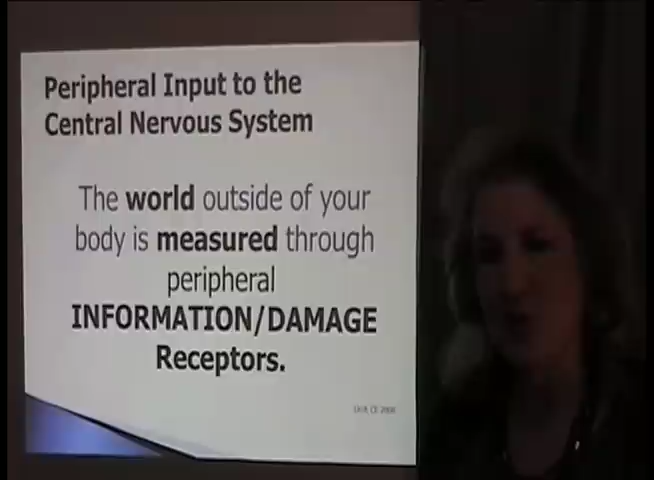 Peripheral Input to the
Central Nervous System
The world outside of your
body is measured through
peripheral
INFORMATION/DAMAGE
Receptors.